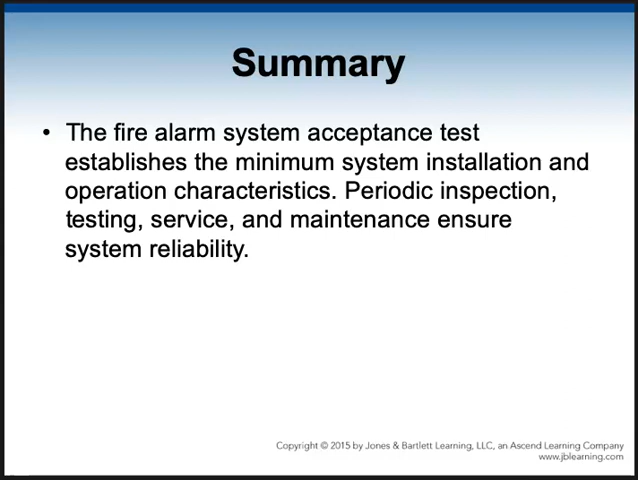 Summary
• The fire alarm system acceptance test
establishes the minimum system installation and
operation characteristics. Periodic inspection,
testing, service, and maintenance ensure
system reliability.
Copyright © 2015 by Jones & Bartlett Learning, LLC, an Ascend Learning Company
www.jblearning.com